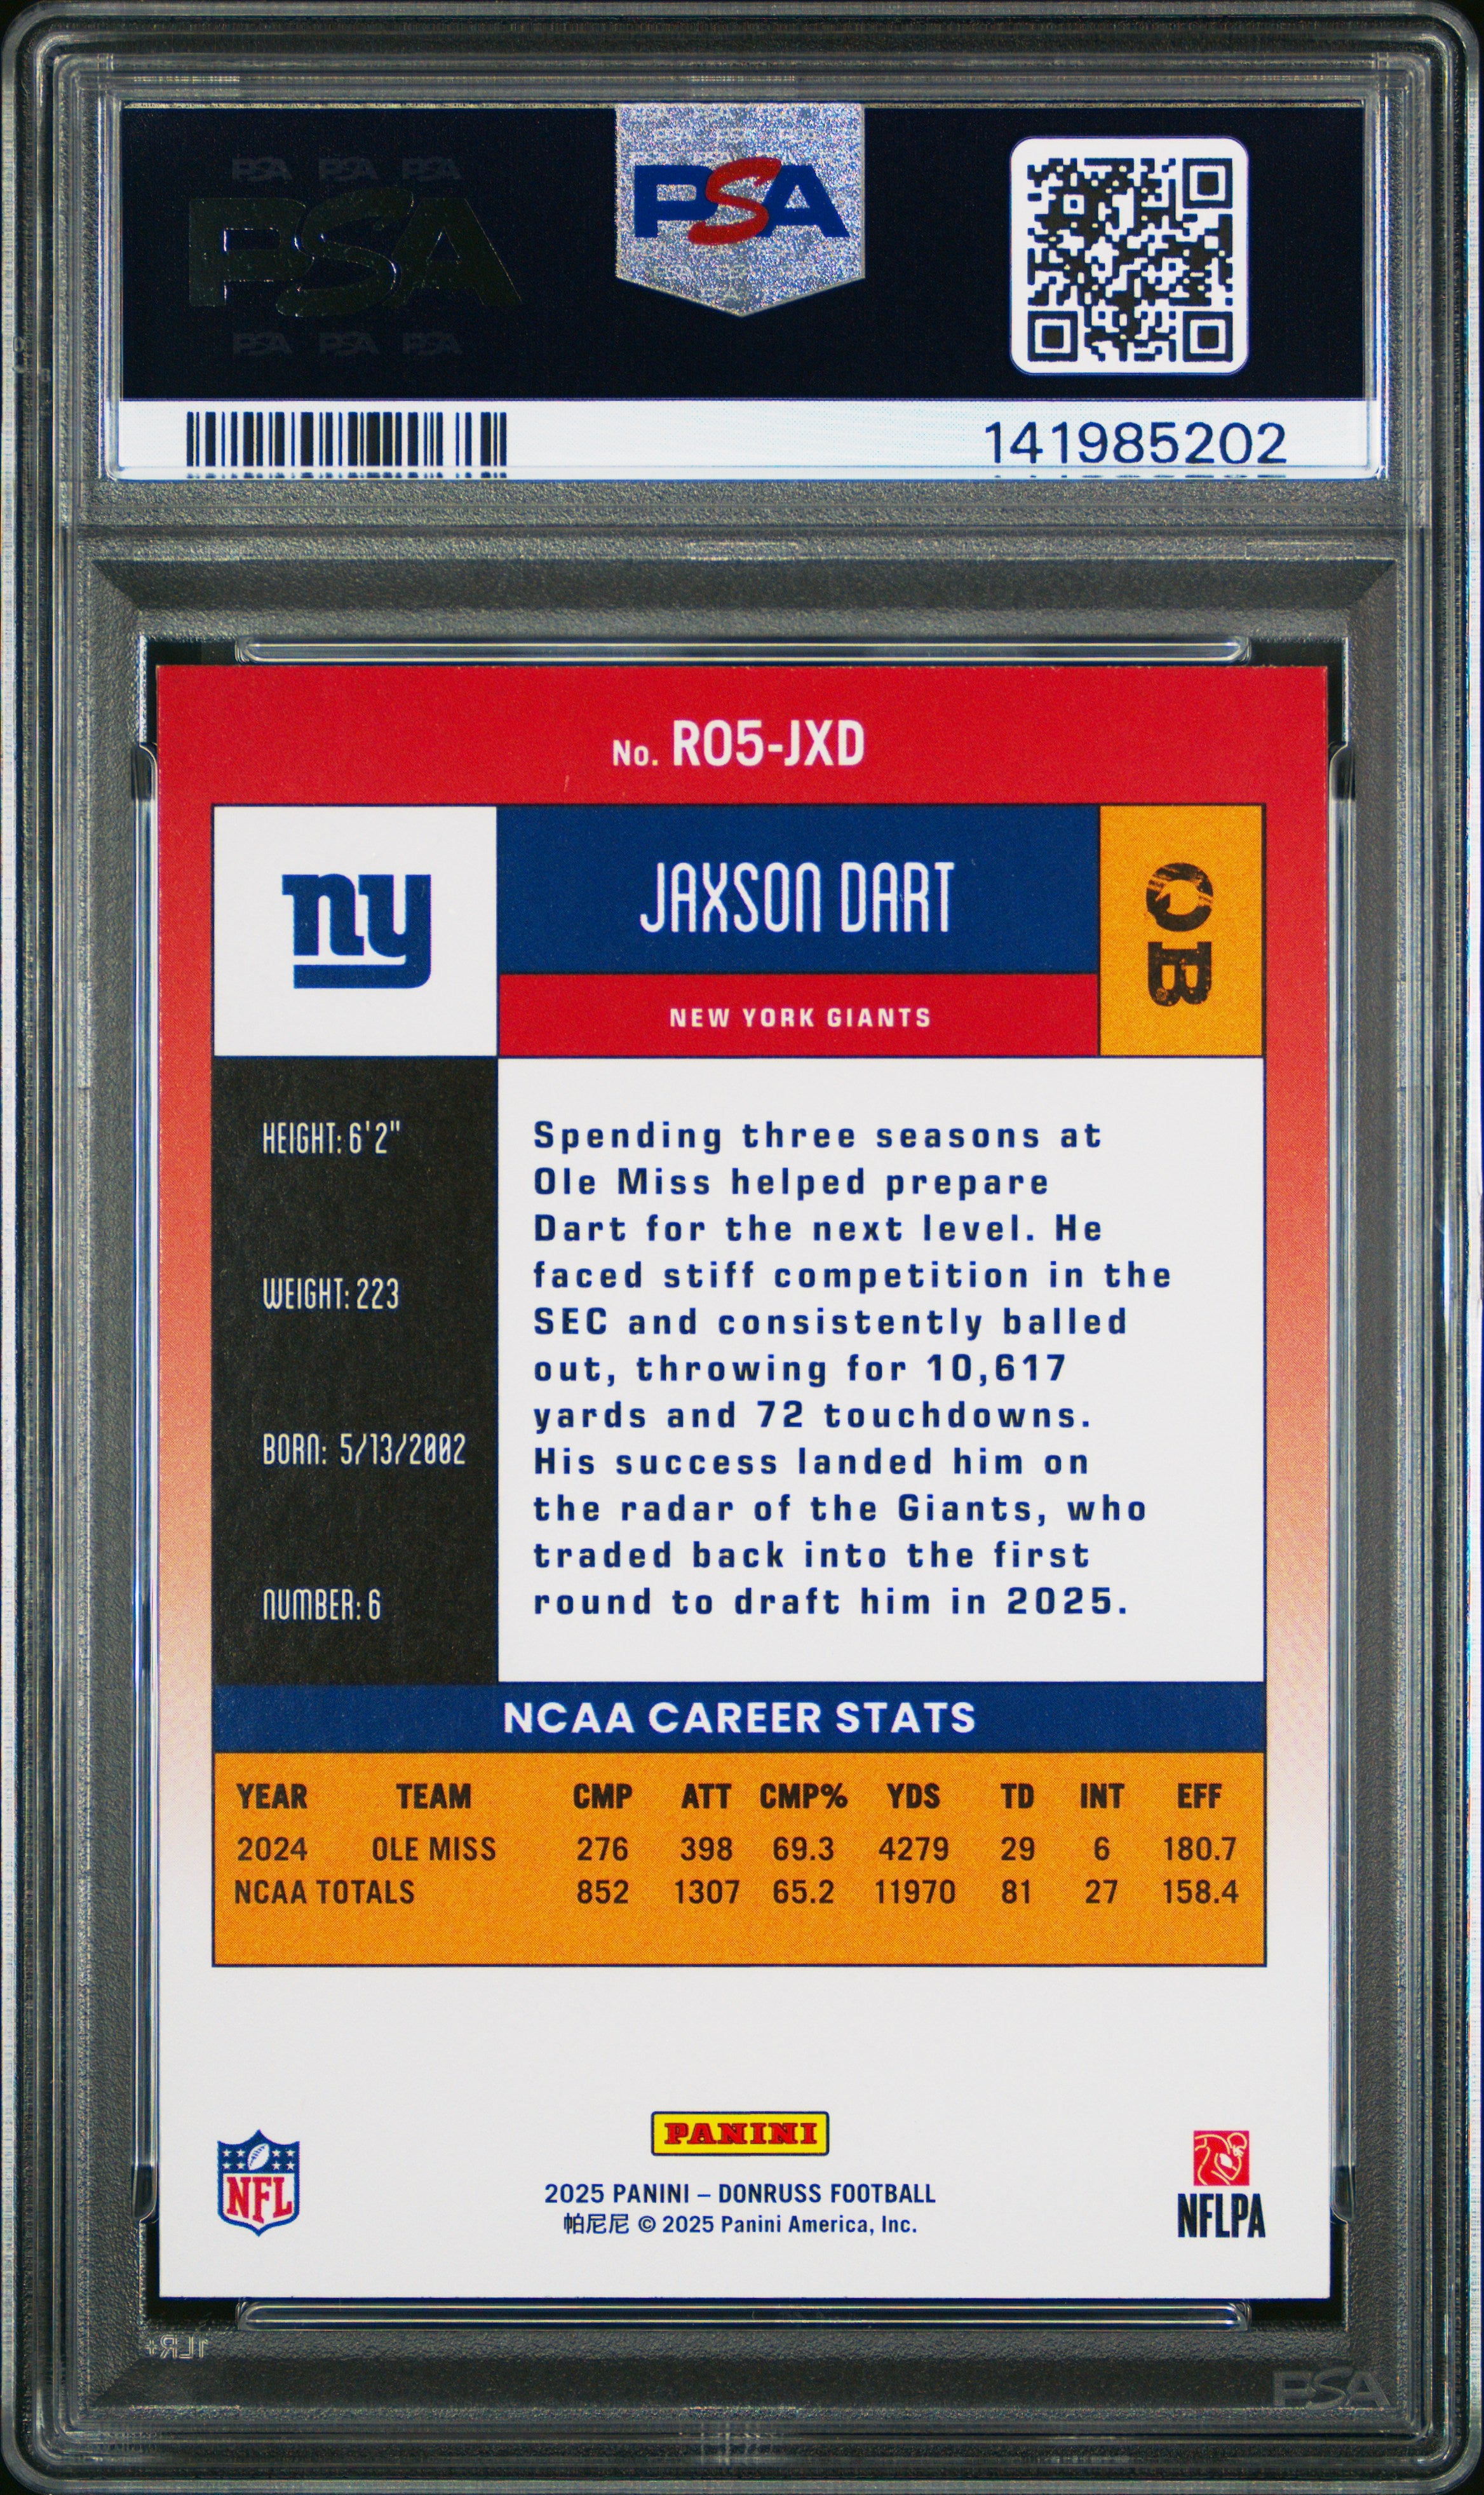 PSA PSA PSA
PSA
PSA PSA PSA
PSA
141985202
No. RO5-JXD
ny
JAXSON DART
QB
NEW YORK GIANTS
HEIGHT: 6'2"
WEIGHT: 223
BORN: 5/13/2002
NUMBER: 6
Spending three seasons at
Ole Miss helped prepare
Dart for the next level. He
faced stiff competition in the
SEC and consistently balled
out, throwing for 10,617
yards and 72 touchdowns.
His success landed him on
the radar of the Giants, who
traded back into the first
round to draft him in 2025.
NCAA CAREER STATS
YEAR TEAM CMP ATT CMP% YDS TD INT EFF
2024 OLE MISS 276 398 69.3 4279 29 6 180.7
NCAA TOTALS 852 1307 65.2 11970 81 27 158.4
PANINI
NFL
2025 PANINI – DONRUSS FOOTBALL
帕尼尼 © 2025 Panini America, Inc.
NFLPA
PSA